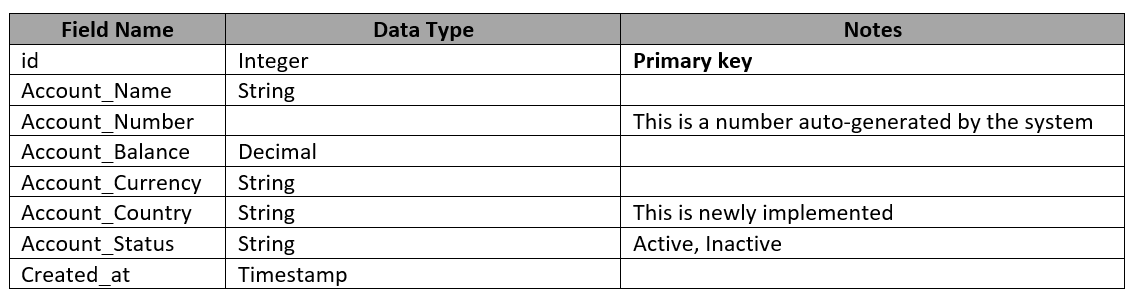 Field Name Data Type Notes
id Integer Primary key
Account_Name String
Account_Number This is a number auto-generated by the system
Account_Balance Decimal
Account_Currency String
Account_Country String This is newly implemented
Account_Status String Active, Inactive
Created_at Timestamp